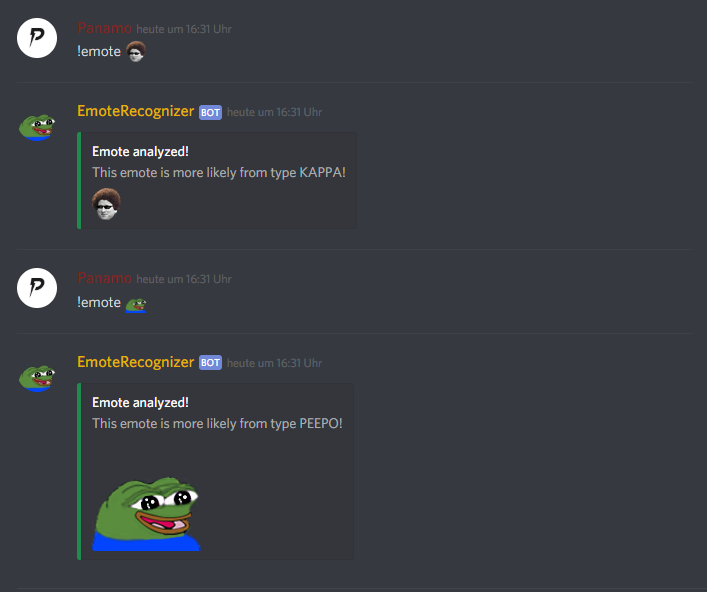 Panamo heute um 16:31 Uhr
!emote
EmoteRecognizer BOT heute um 16:31 Uhr
Emote analyzed!
This emote is more likely from type KAPPA!
Panamo heute um 16:31 Uhr
!emote
EmoteRecognizer BOT heute um 16:31 Uhr
Emote analyzed!
This emote is more likely from type PEEPO!